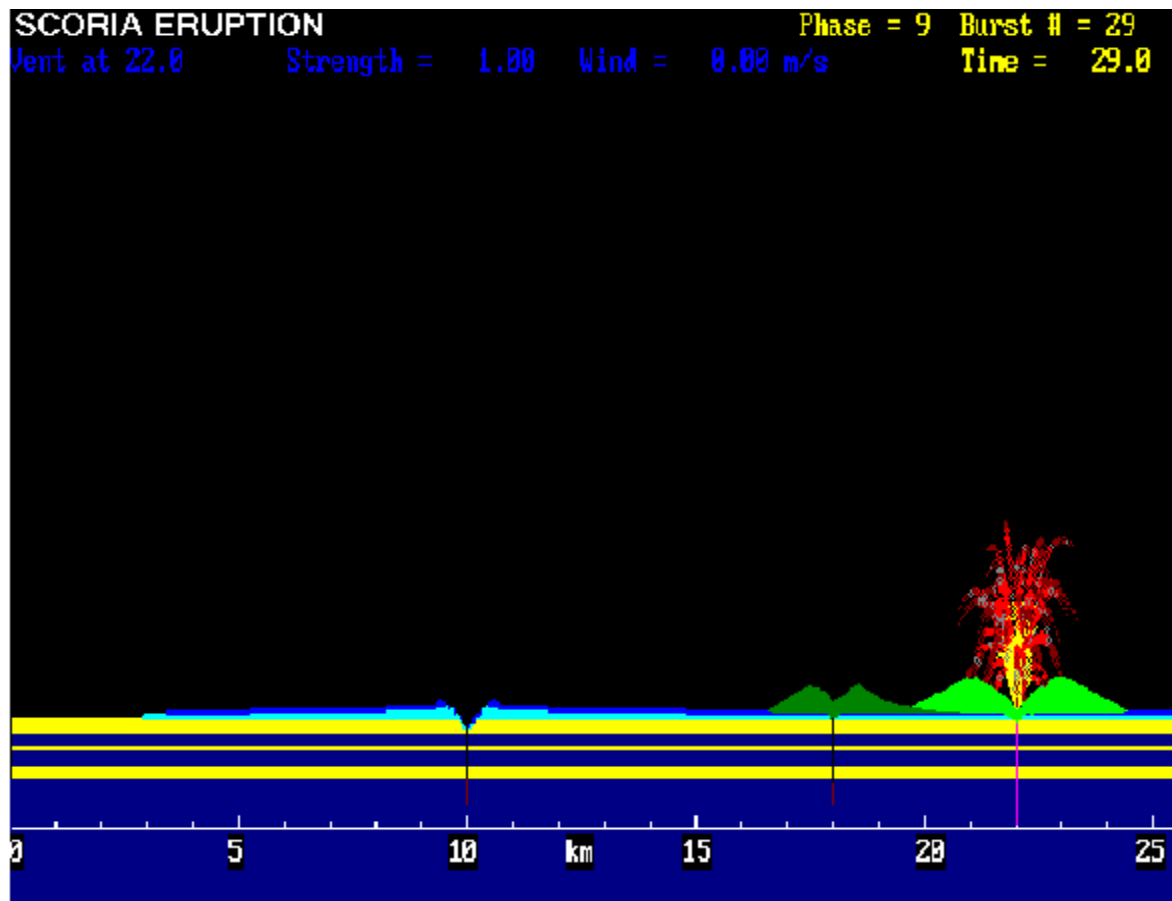 SCORIA ERUPTION Phase = 9 Burst # = 29
Vent at 22.0 Strength = 1.00 Wind = 0.00 m/s Time = 29.0
0 5 10 km 15 20 25